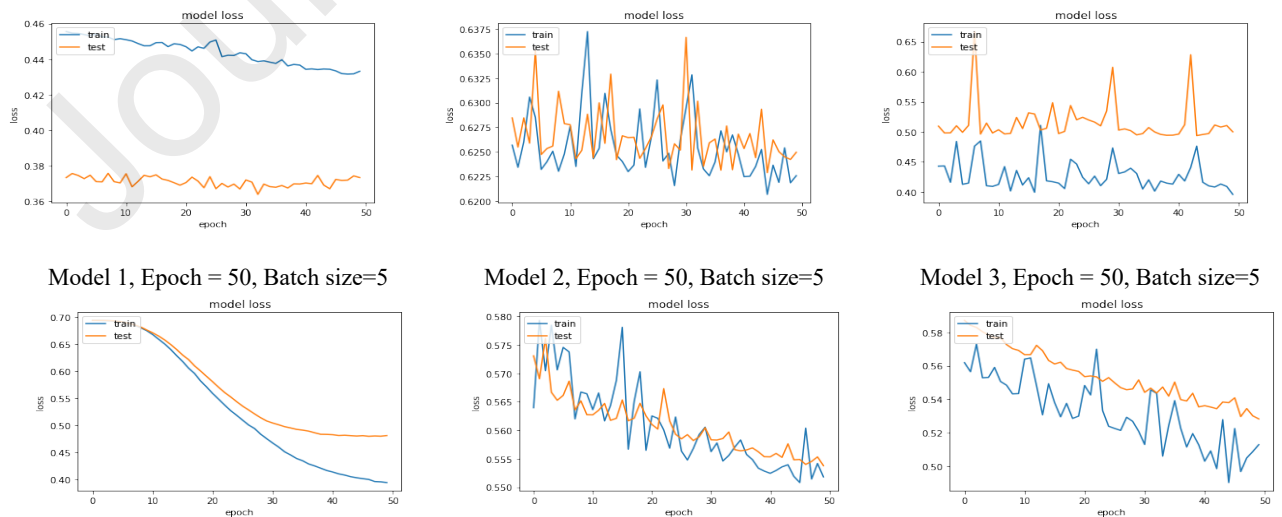 model loss
0.46
0.44
0.42
0.40
0.38
0.36
loss
train
test
0 10 20 30 40 50
epoch
model loss
0.6375
0.6350
0.6325
0.6300
0.6275
0.6250
0.6225
0.6200
loss
train
test
0 10 20 30 40 50
epoch
model loss
0.65
0.60
0.55
0.50
0.45
0.40
loss
train
test
0 10 20 30 40 50
epoch
Model 1, Epoch = 50, Batch size=5
Model 2, Epoch = 50, Batch size=5
Model 3, Epoch = 50, Batch size=5
model loss
0.70
0.65
0.60
0.55
0.50
0.45
0.40
loss
train
test
0 10 20 30 40 50
epoch
model loss
0.580
0.575
0.570
0.565
0.560
0.555
0.550
loss
train
test
0 10 20 30 40 50
epoch
model loss
0.58
0.56
0.54
0.52
0.50
loss
train
test
0 10 20 30 40 50
epoch